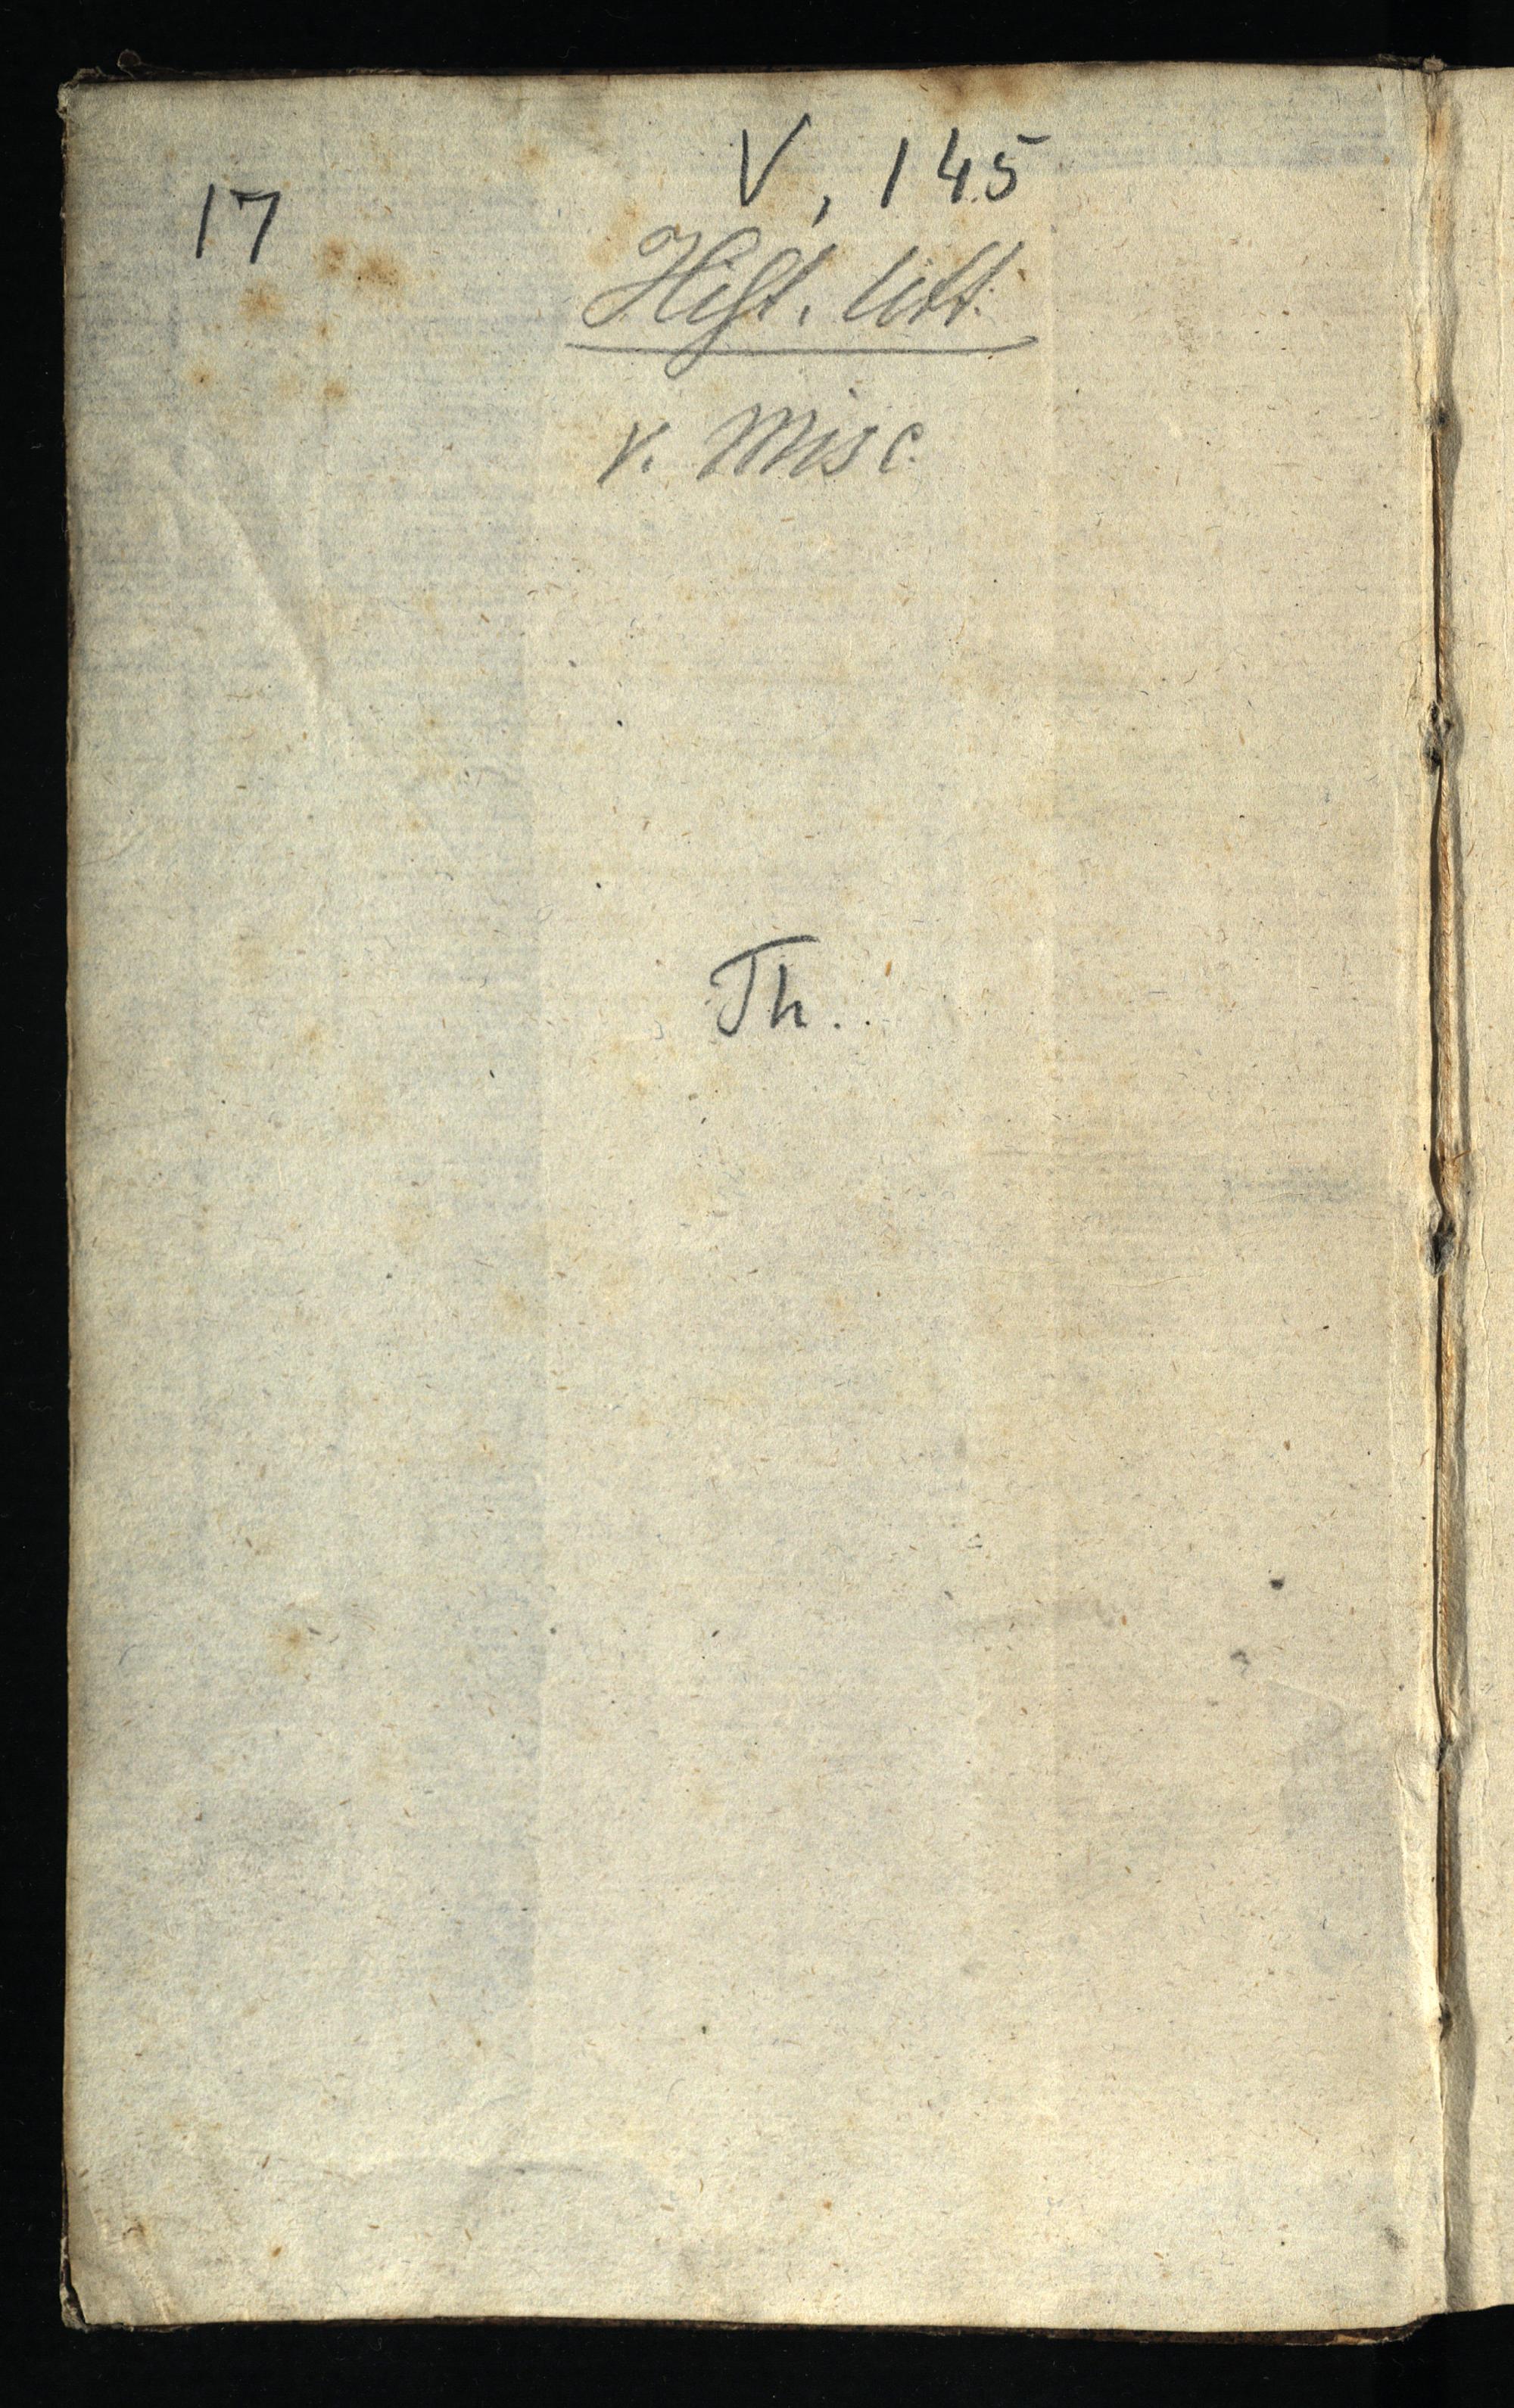 V, 145
17
Hist. litt.
V. Misc.
Th.